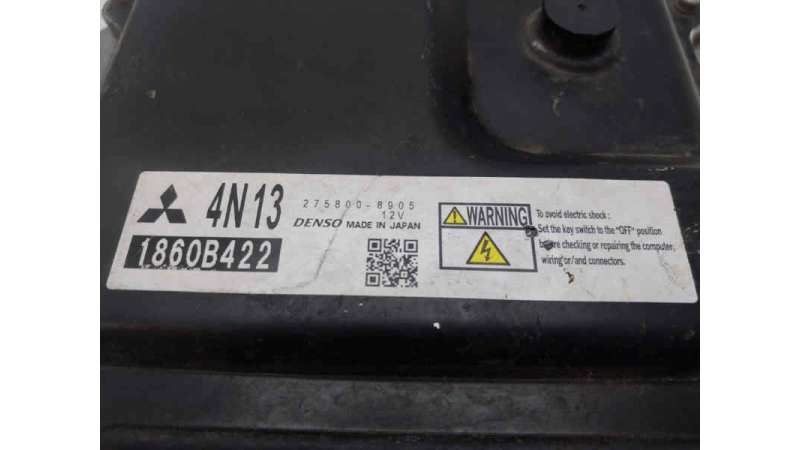 4N13
1860B422
275800-8905
12V
DENSO MADE IN JAPAN
WARNING
To avoid electric shock :
Set the key switch to the "OFF" position
before checking or repairing the computer,
wiring or/and connectors.